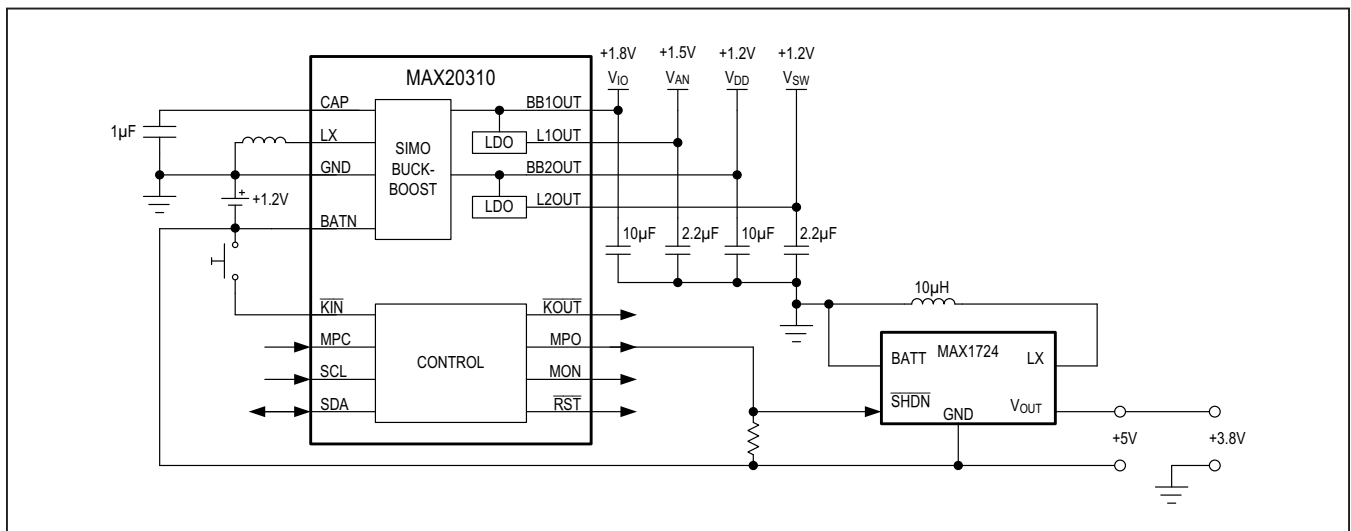 +1.8V +1.5V +1.2V +1.2V
VIO VAN VDD VSW
MAX20310
CAP
LX
GND
BATN
1µF
+1.2V
SIMO
BUCK-
BOOST
LDO
LDO
BB1OUT
L1OUT
BB2OUT
L2OUT
10µF 2.2µF 10µF 2.2µF
KIN
MPC
SCL
SDA
CONTROL
KOUT
MPO
MON
RST
10µH
MAX1724
BATT LX
SHDN
GND
VOUT
+5V +3.8V